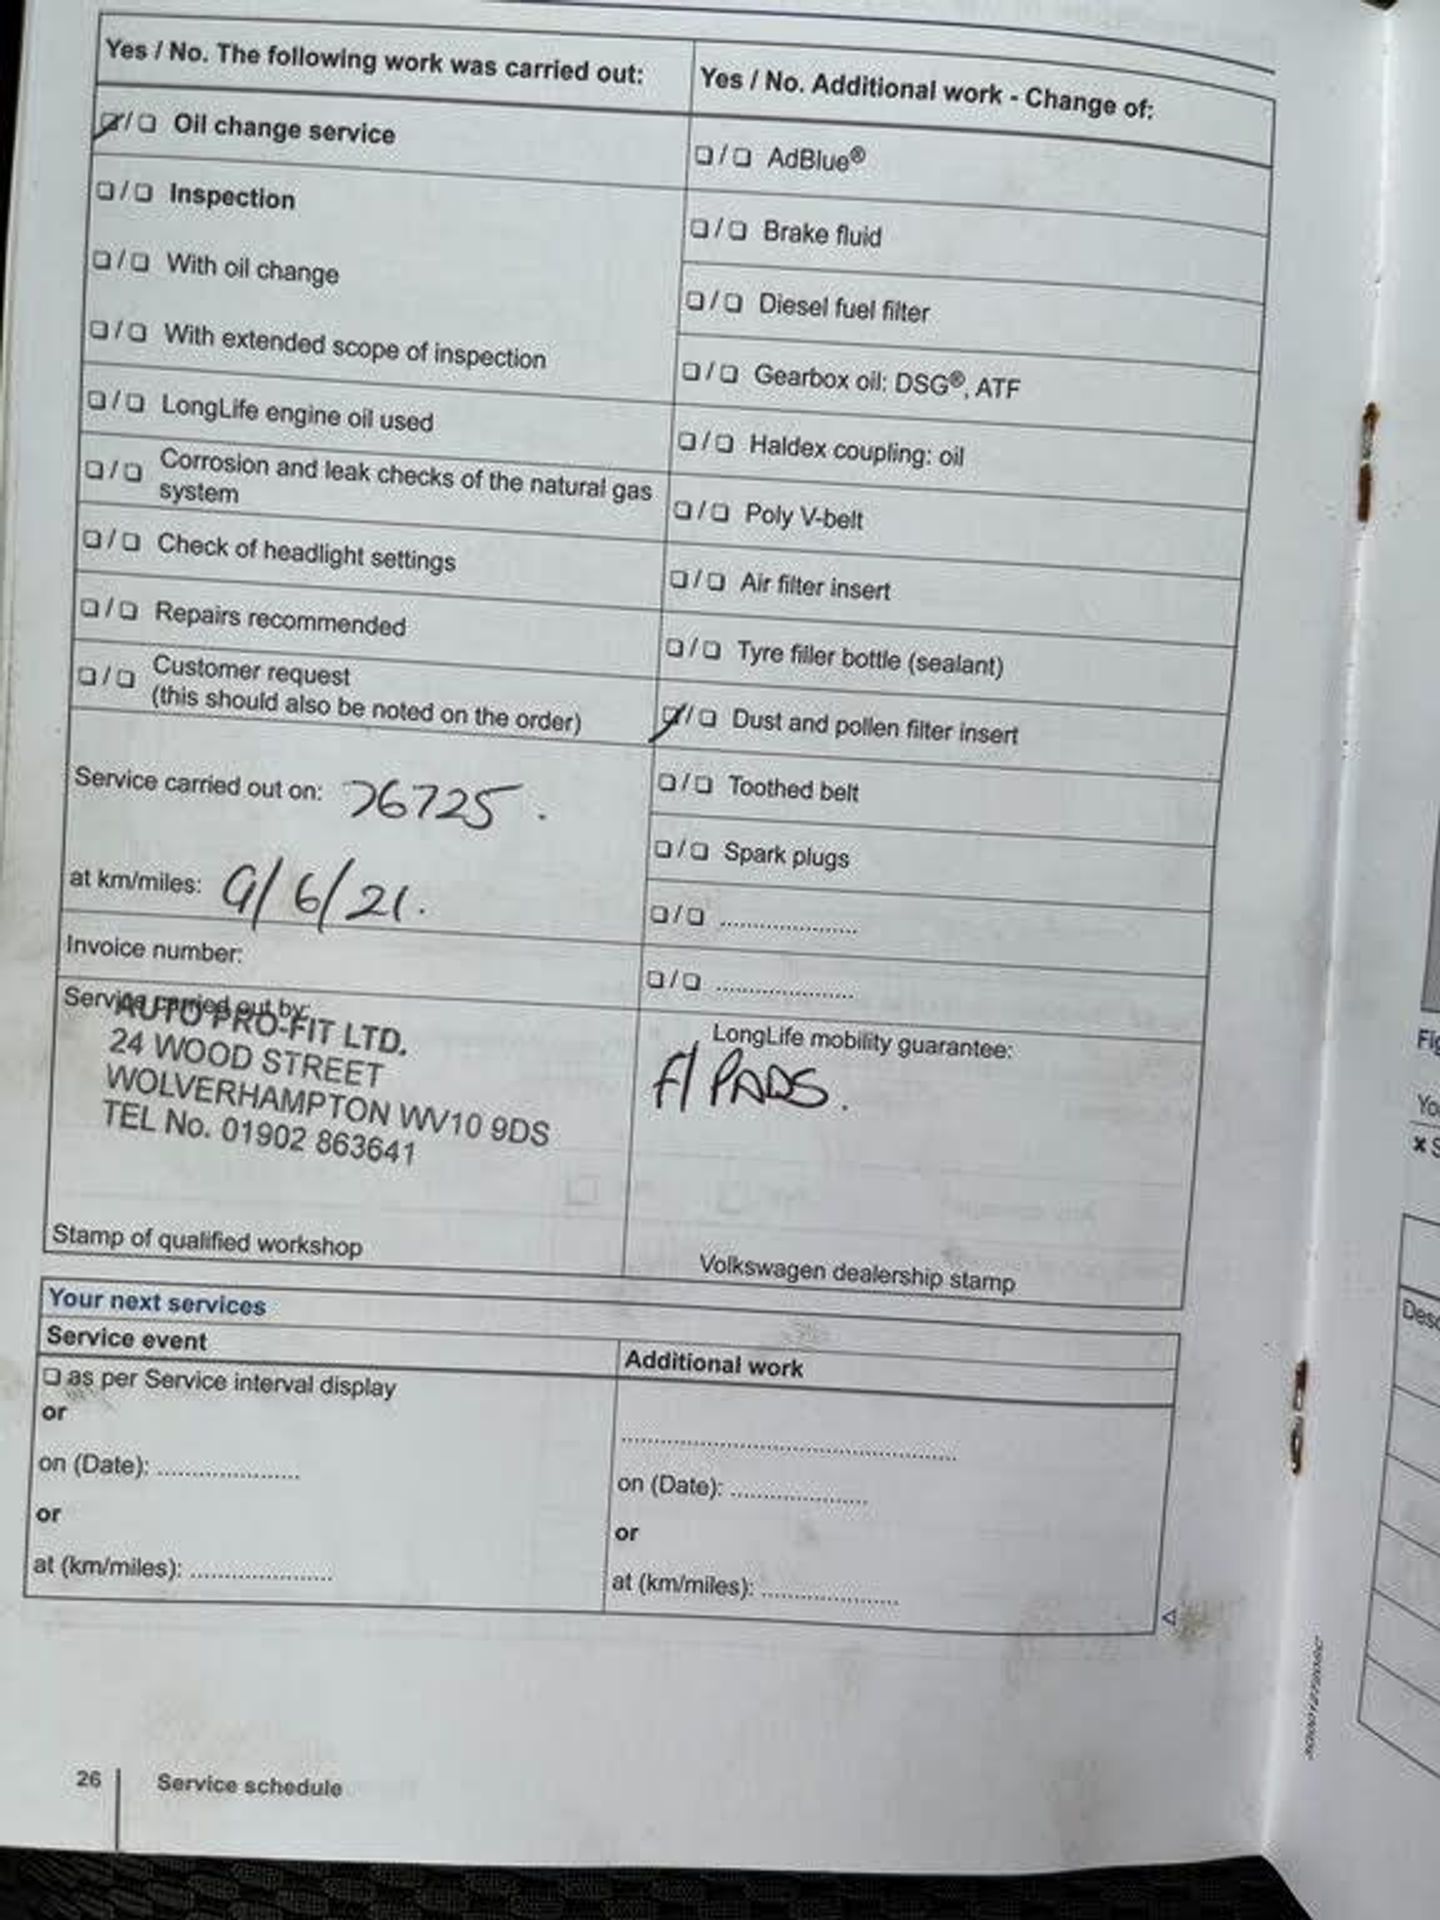 Yes / No. The following work was carried out:
❏/❏ Oil change service
❏/❏ Inspection
❏/❏ With oil change
❏/❏ With extended scope of inspection
❏/❏ LongLife engine oil used
❏/❏ Corrosion and leak checks of the natural gas
system
❏/❏ Check of headlight settings
❏/❏ Repairs recommended
❏/❏ Customer request
(this should also be noted on the order)
Service carried out on: 76725.
at km/miles: 9/6/21.
Invoice number:
Service carried out by:
AUTO PRO-FIT LTD.
24 WOOD STREET
WOLVERHAMPTON WV10 9DS
TEL No. 01902 863641
Stamp of qualified workshop
Yes / No. Additional work - Change of:
❏/❏ AdBlue®
❏/❏ Brake fluid
❏/❏ Diesel fuel filter
❏/❏ Gearbox oil: DSG®, ATF
❏/❏ Haldex coupling: oil
❏/❏ Poly V-belt
❏/❏ Air filter insert
❏/❏ Tyre filler bottle (sealant)
❏/❏ Dust and pollen filter insert
❏/❏ Toothed belt
❏/❏ Spark plugs
❏/❏ .....................
❏/❏ .....................
LongLife mobility guarantee:
F/ PADS.
Volkswagen dealership stamp
Your next services
Service event
❏ as per Service interval display
or
on (Date): .....................
or
at (km/miles): .....................
Additional work
..................................................
on (Date): .....................
or
at (km/miles): .....................
26 Service schedule
Fig
Yo
Desc